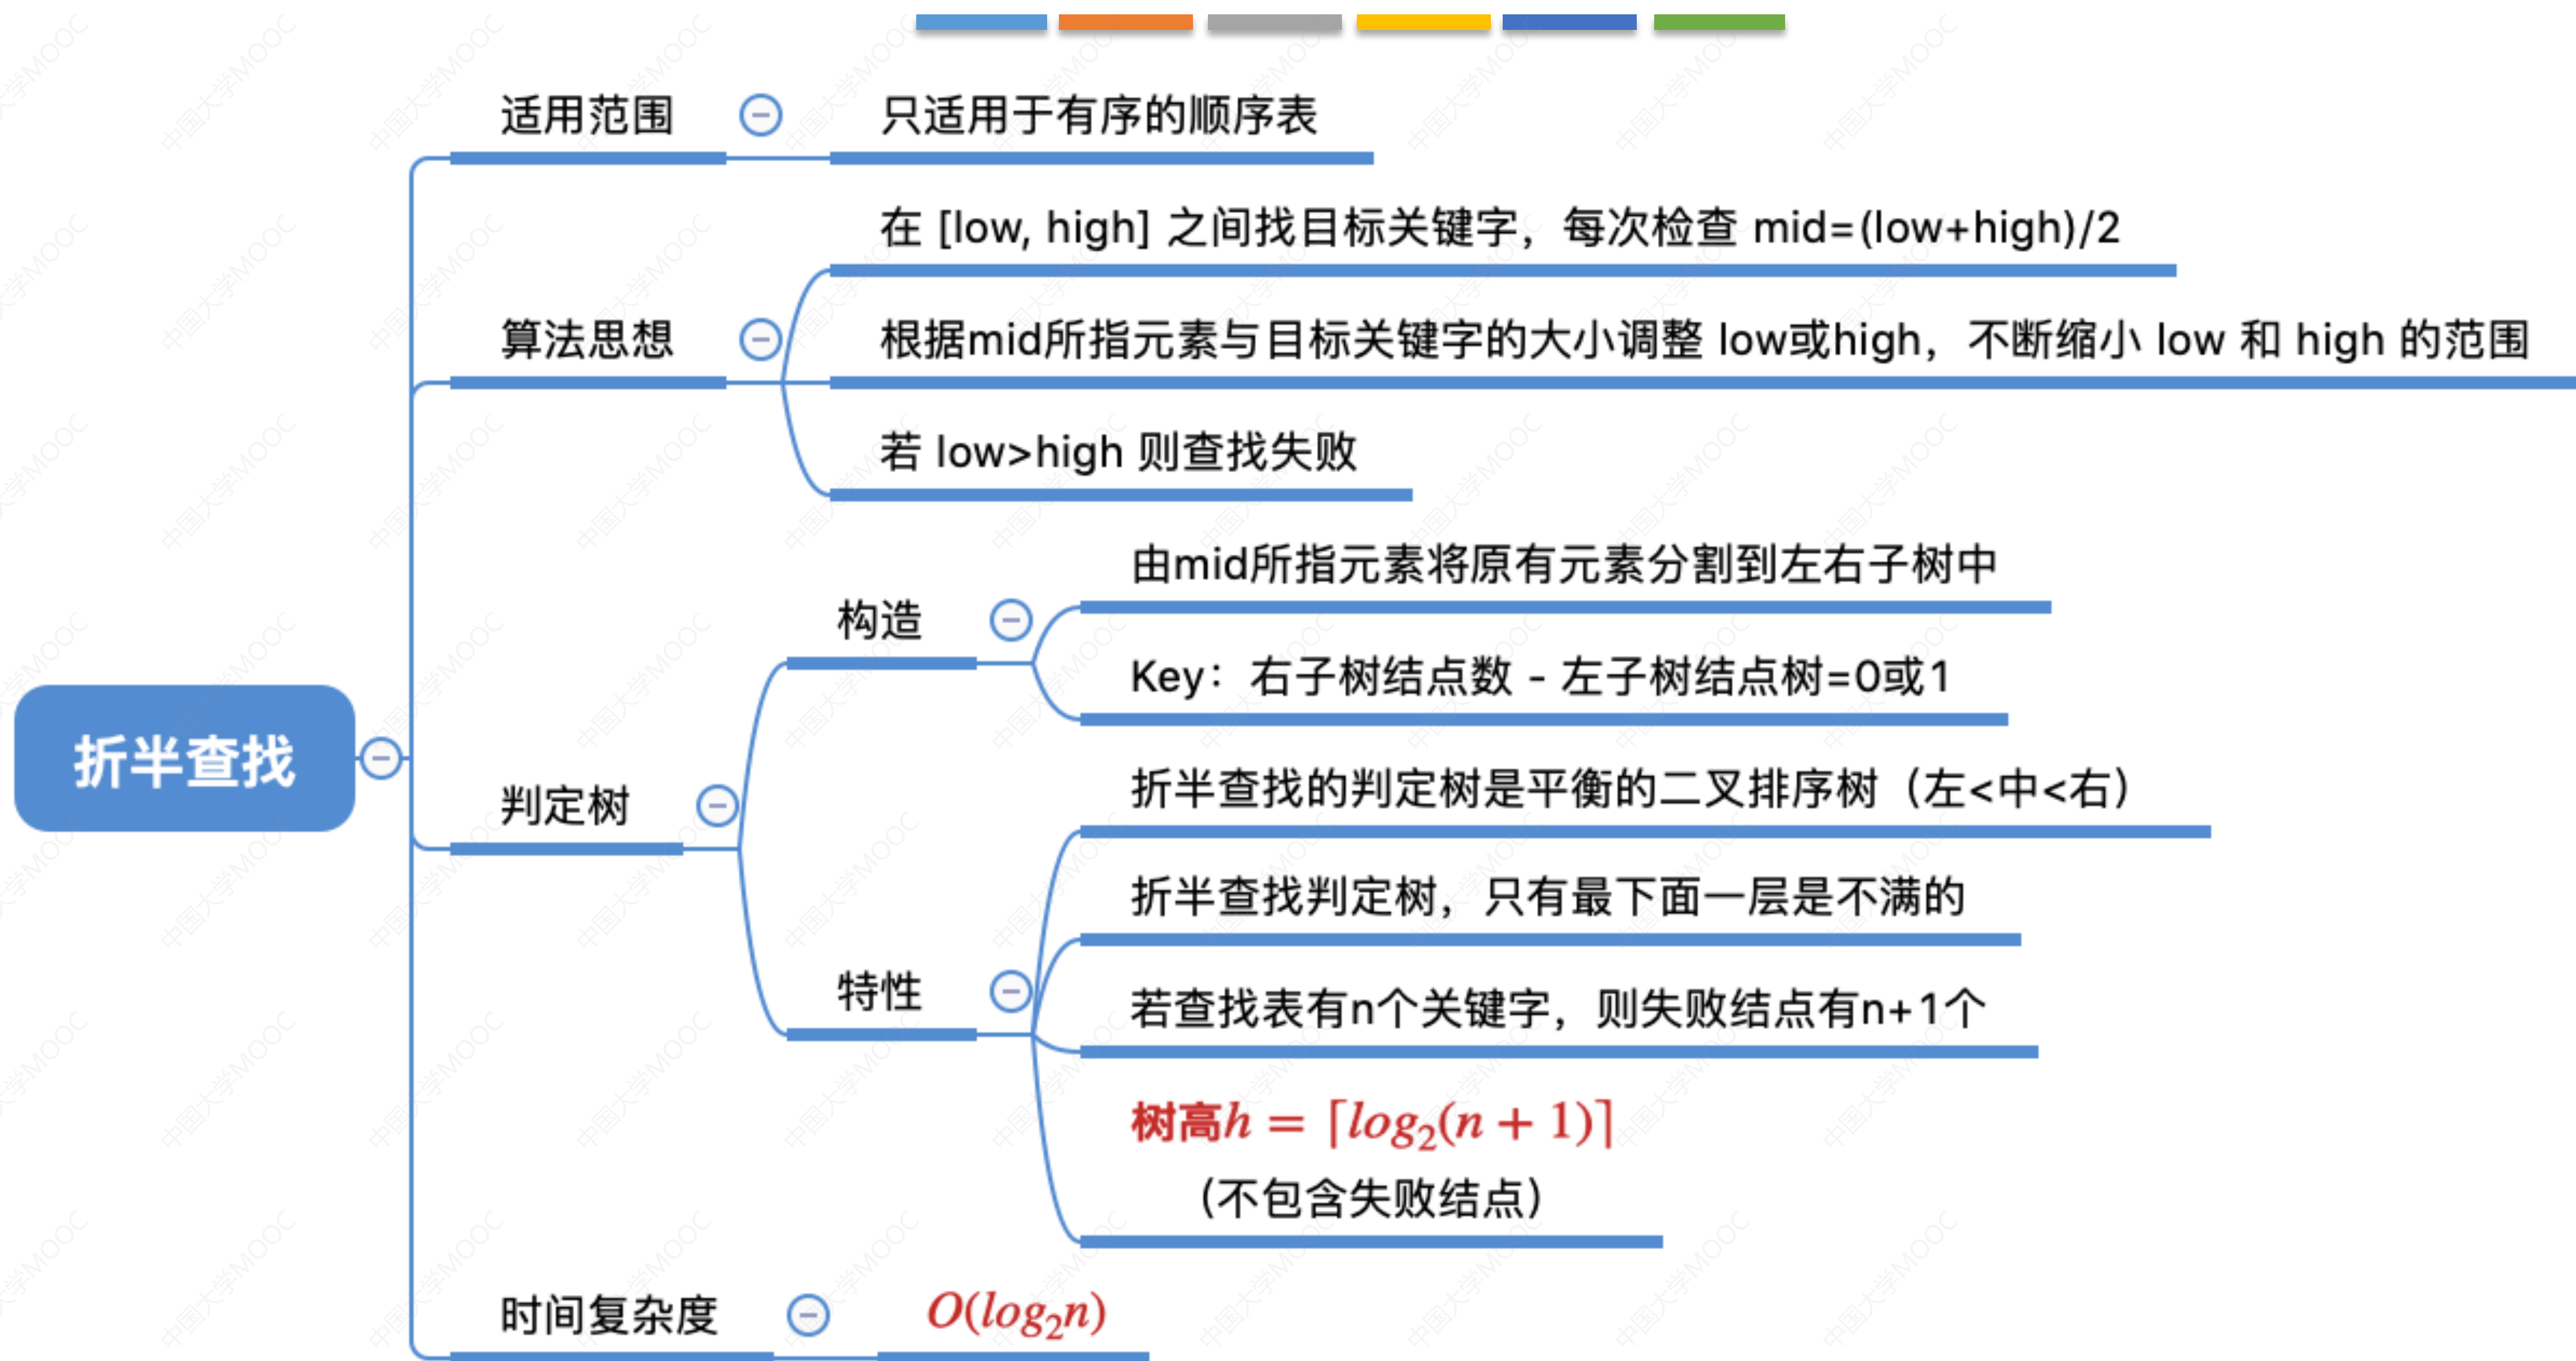 适用范围
只适用于有序的顺序表
在 [low, high] 之间找目标关键字，每次检查 mid=(low+high)/2
算法思想
根据mid所指元素与目标关键字的大小调整 low或high，不断缩小 low 和 high 的范围
若 low>high 则查找失败
由mid所指元素将原有元素分割到左右子树中
构造
Key：右子树结点数 - 左子树结点树=0或1
折半查找
判定树
折半查找的判定树是平衡的二叉排序树（左<中<右）
折半查找判定树，只有最下面一层是不满的
特性
若查找表有n个关键字，则失败结点有n+1个
树高h = ⌈log₂(n + 1)⌉
（不包含失败结点）
时间复杂度
O(log₂n)
中国大学MOOC